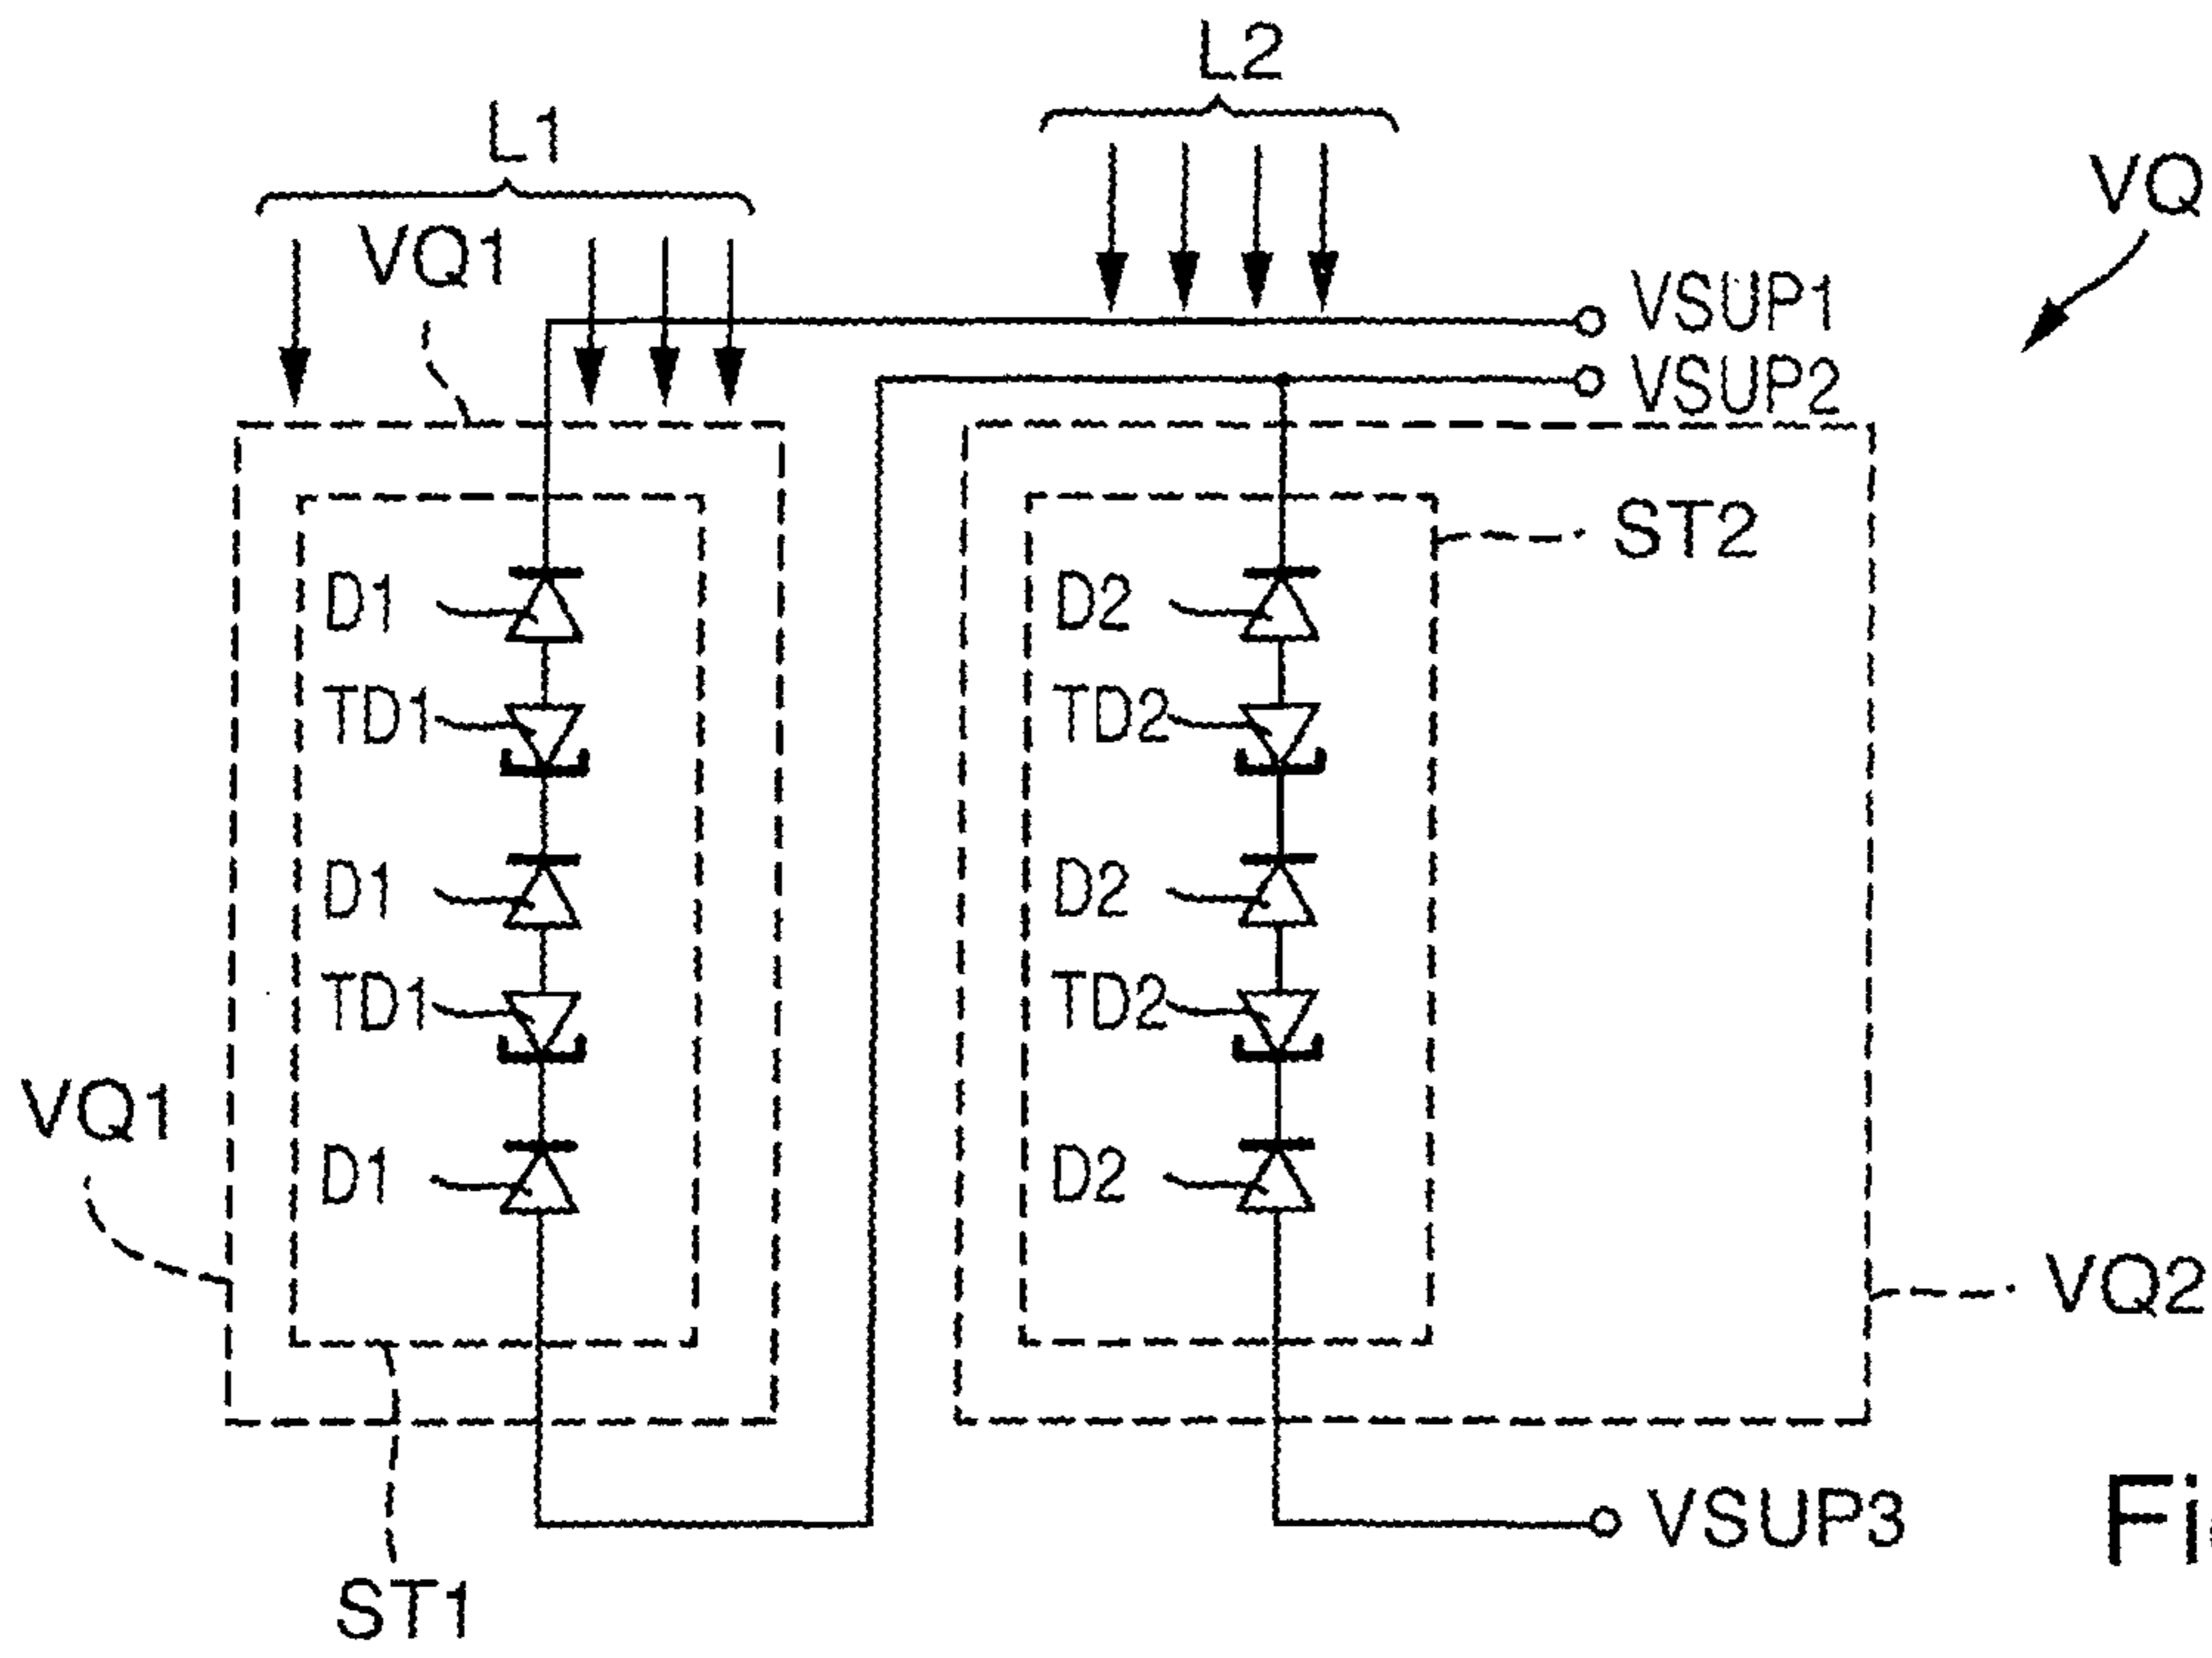 L2
L1
VQ
VQ1
VSUP1
VSUP2
ST2
D1
D2
TD1
TD2
D1
D2
TD1
TD2
VQ1
D1
D2
VQ2
VSUP3
ST1